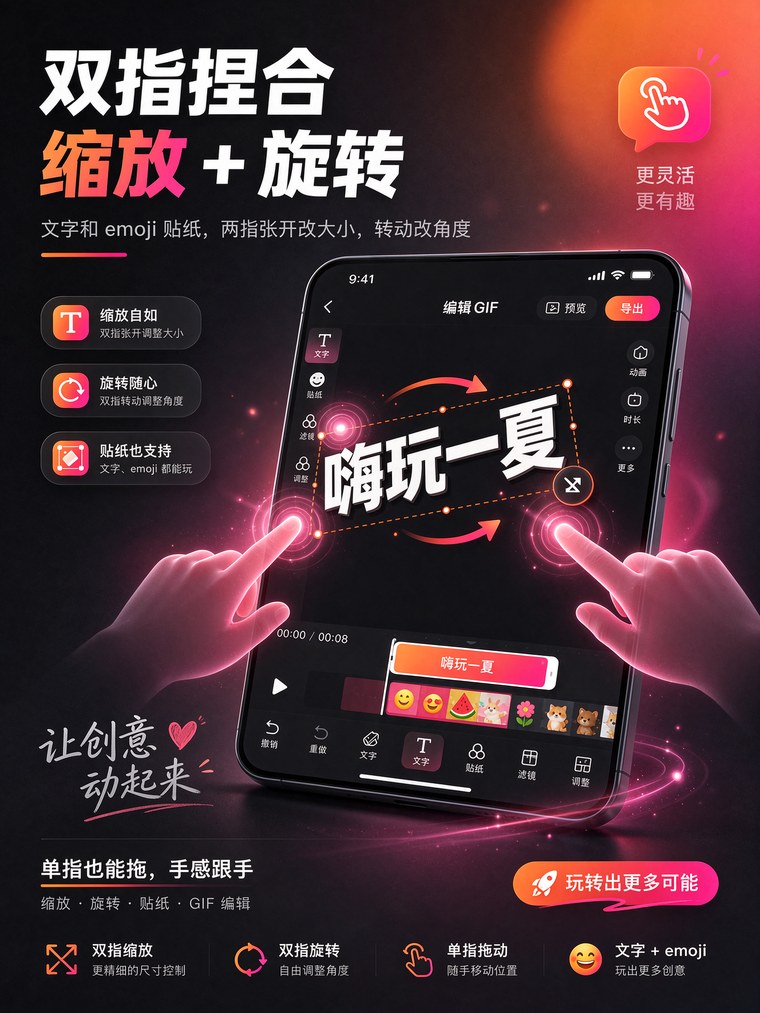 双指捏合
缩放 + 旋转
文字和 emoji 贴纸，两指张开改大小，转动改角度
更灵活
更有趣
T
缩放自如
双指张开调整大小
旋转随心
双指转动调整角度
贴纸也支持
文字、emoji 都能玩
9:41
编辑 GIF
预览
导出
T
文字
贴纸
滤镜
调整
动画
时长
更多
嗨玩一夏
00:00 / 00:08
嗨玩一夏
撤销
重做
文字
T
文字
贴纸
滤镜
调整
让创意
动起来
单指也能拖，手感跟手
缩放 · 旋转 · 贴纸 · GIF 编辑
玩转出更多可能
双指缩放
更精细的尺寸控制
双指旋转
自由调整角度
单指拖动
随手移动位置
文字 + emoji
玩出更多创意